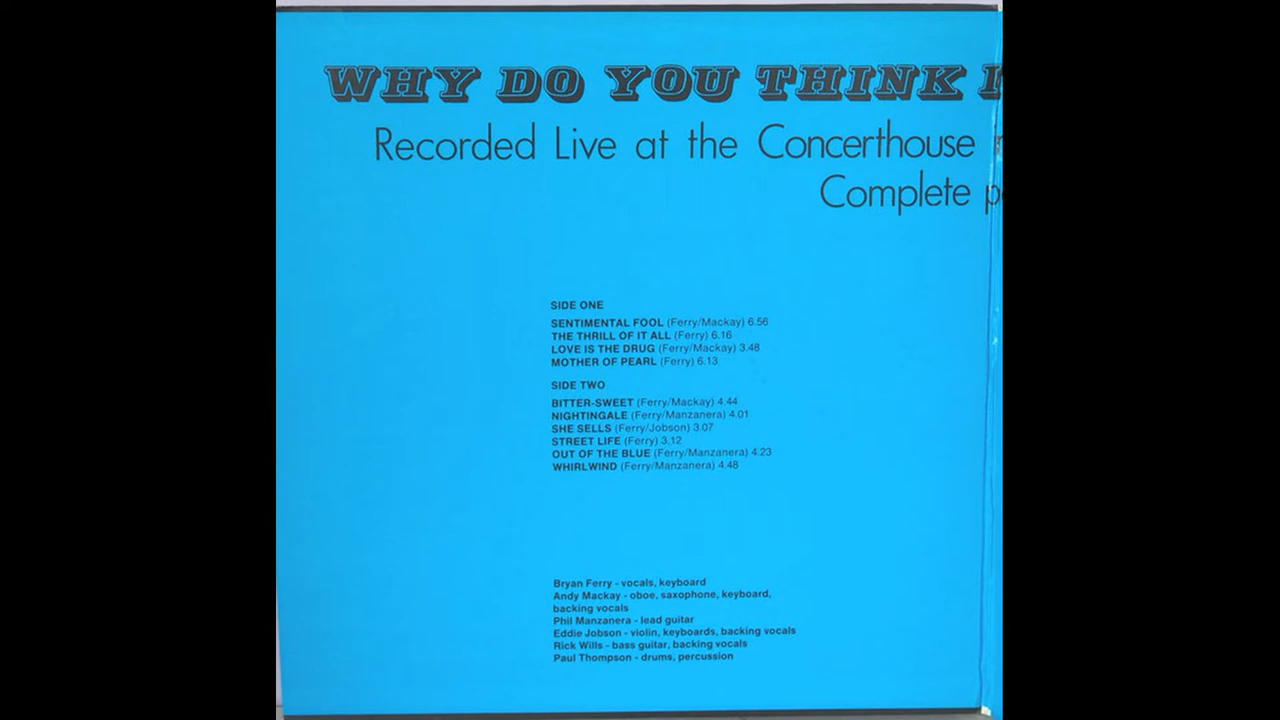 WHY DO YOU THINK I
Recorded Live at the Concerthouse
Complete p
SIDE ONE
SENTIMENTAL FOOL (Ferry/Mackay) 6.56
THE THRILL OF IT ALL (Ferry) 6.16
LOVE IS THE DRUG (Ferry/Mackay) 3.48
MOTHER OF PEARL (Ferry) 6.13
SIDE TWO
BITTER-SWEET (Ferry/Mackay) 4.44
NIGHTINGALE (Ferry/Manzanera) 4.01
SHE SELLS (Ferry/Jobson) 3.07
STREET LIFE (Ferry) 3.12
OUT OF THE BLUE (Ferry/Manzanera) 4.23
WHIRLWIND (Ferry/Manzanera) 4.48
Bryan Ferry - vocals, keyboard
Andy Mackay - oboe, saxophone, keyboard,
backing vocals
Phil Manzanera - lead guitar
Eddie Jobson - violin, keyboards, backing vocals
Rick Wills - bass guitar, backing vocals
Paul Thompson - drums, percussion